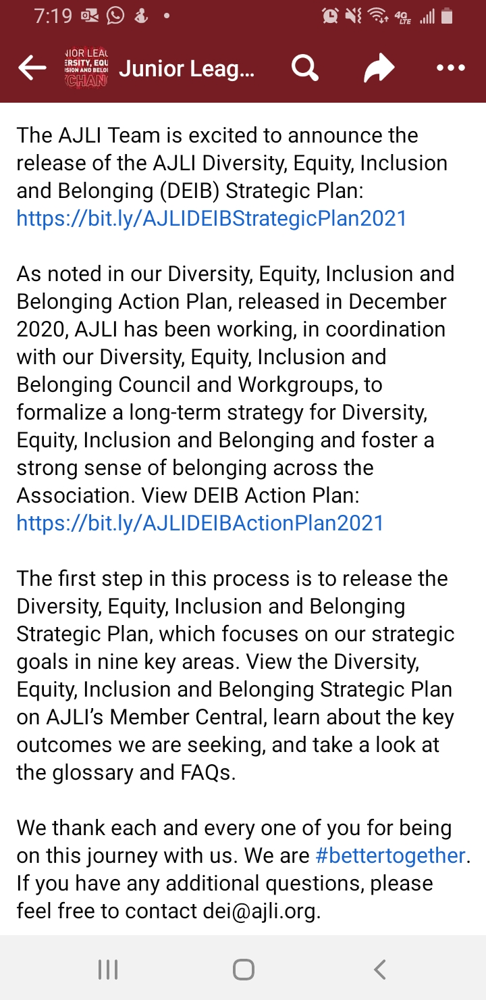 7:19
4G
LTE
NIOR LEAG
ERSITY, EQU
ISION AND BELO
CHAN
Junior Leag...
The AJLI Team is excited to announce the
release of the AJLI Diversity, Equity, Inclusion
and Belonging (DEIB) Strategic Plan:
https://bit.ly/AJLIDEIBStrategicPlan2021
As noted in our Diversity, Equity, Inclusion and
Belonging Action Plan, released in December
2020, AJLI has been working, in coordination
with our Diversity, Equity, Inclusion and
Belonging Council and Workgroups, to
formalize a long-term strategy for Diversity,
Equity, Inclusion and Belonging and foster a
strong sense of belonging across the
Association. View DEIB Action Plan:
https://bit.ly/AJLIDEIBActionPlan2021
The first step in this process is to release the
Diversity, Equity, Inclusion and Belonging
Strategic Plan, which focuses on our strategic
goals in nine key areas. View the Diversity,
Equity, Inclusion and Belonging Strategic Plan
on AJLI’s Member Central, learn about the key
outcomes we are seeking, and take a look at
the glossary and FAQs.
We thank each and every one of you for being
on this journey with us. We are #bettertogether.
If you have any additional questions, please
feel free to contact dei@ajli.org.